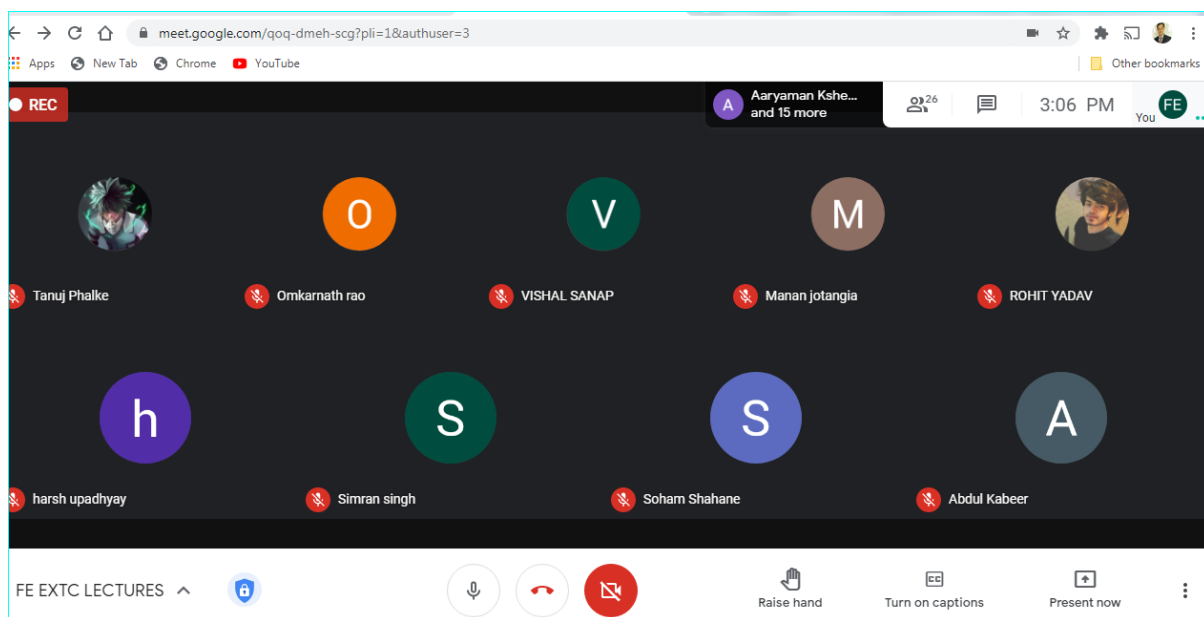 meet.google.com/qoq-dmeh-scg?pli=1&authuser=3
Apps New Tab Chrome YouTube Other bookmarks
REC
A Aaryaman Kshe...
and 15 more
26
3:06 PM
You FE
O V M
Tanuj Phalke Omkarnath rao VISHAL SANAP Manan jotangia ROHIT YADAV
h S S A
harsh upadhyay Simran singh Soham Shahane Abdul Kabeer
FE EXTC LECTURES
CC
Raise hand Turn on captions Present now